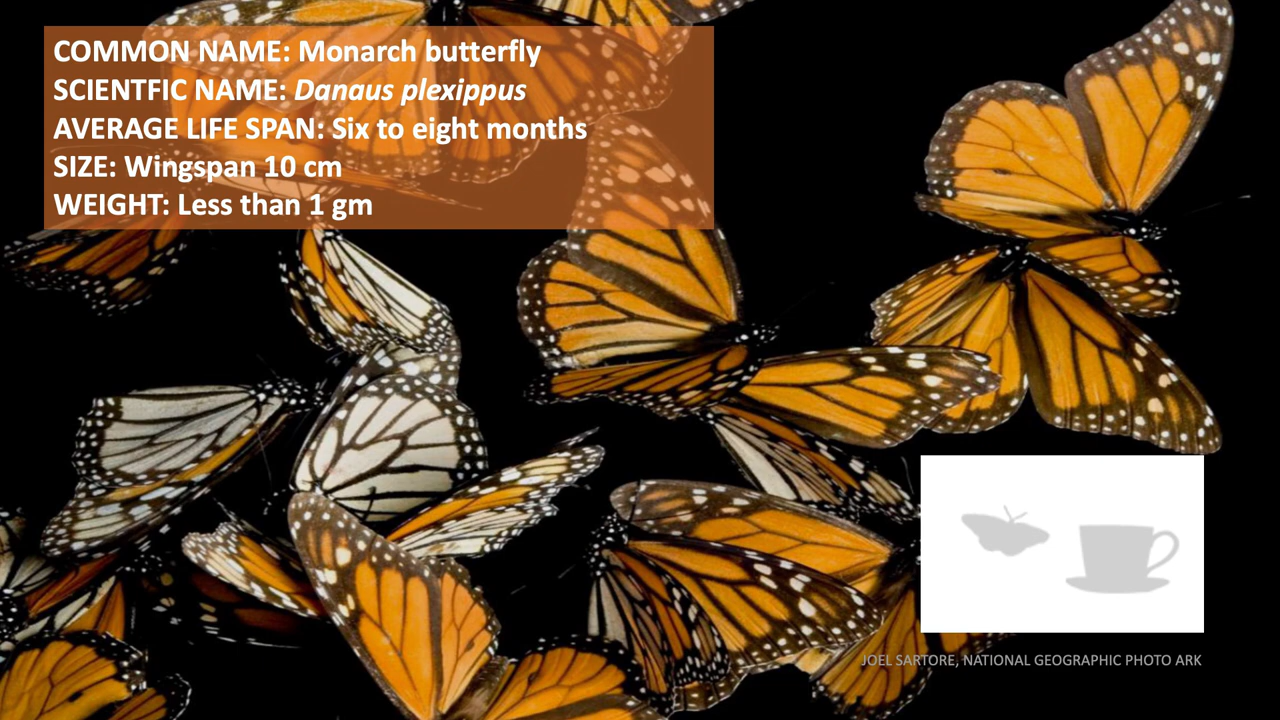 COMMON NAME: Monarch butterfly
SCIENTFIC NAME: Danaus plexippus
AVERAGE LIFE SPAN: Six to eight months
SIZE: Wingspan 10 cm
WEIGHT: Less than 1 gm
JOEL SARTORE, NATIONAL GEOGRAPHIC PHOTO ARK